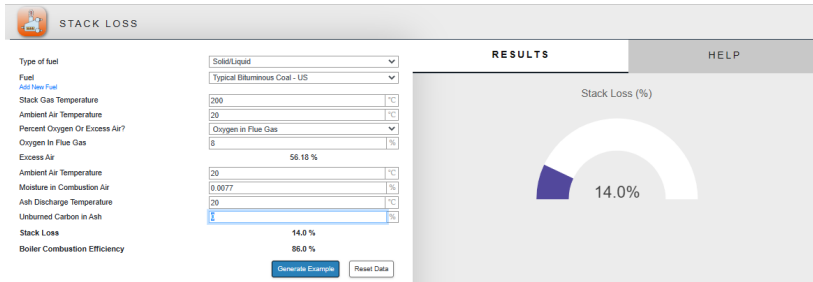 STACK LOSS
Type of fuel Solid/Liquid
Fuel Typical Bituminous Coal - US
Add New Fuel
Stack Gas Temperature 200 °C
Ambient Air Temperature 20 °C
Percent Oxygen Or Excess Air? Oxygen in Flue Gas
Oxygen In Flue Gas 8 %
Excess Air 56.18 %
Ambient Air Temperature 20 °C
Moisture in Combustion Air 0.0077 %
Ash Discharge Temperature 20 °C
Unburned Carbon in Ash %
Stack Loss 14.0 %
Boiler Combustion Efficiency 86.0 %
Generate Example Reset Data
RESULTS HELP
Stack Loss (%)
14.0%